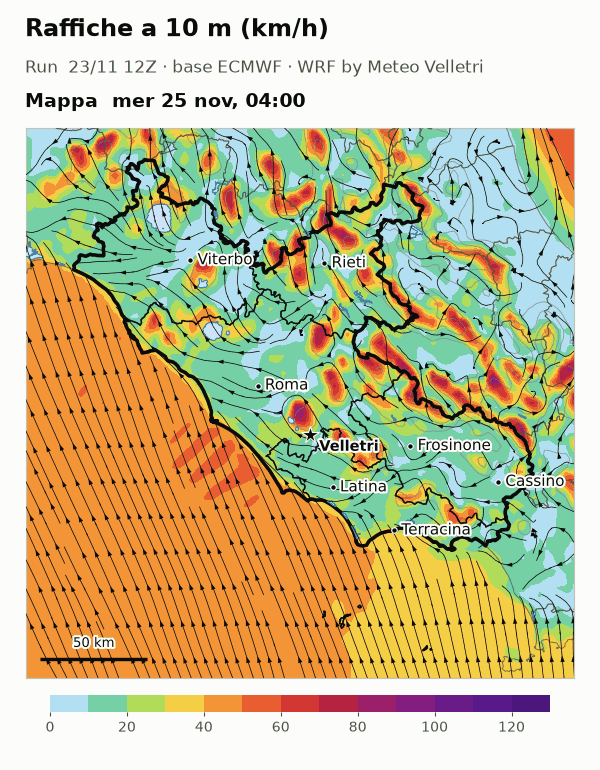 Raffiche a 10 m (km/h)
Run  23/11 12Z · base ECMWF · WRF by Meteo Velletri
Mappa  mer 25 nov, 04:00
Viterbo
Rieti
Roma
Velletri
Frosinone
Latina
Cassino
Terracina
50 km
0 20 40 60 80 100 120